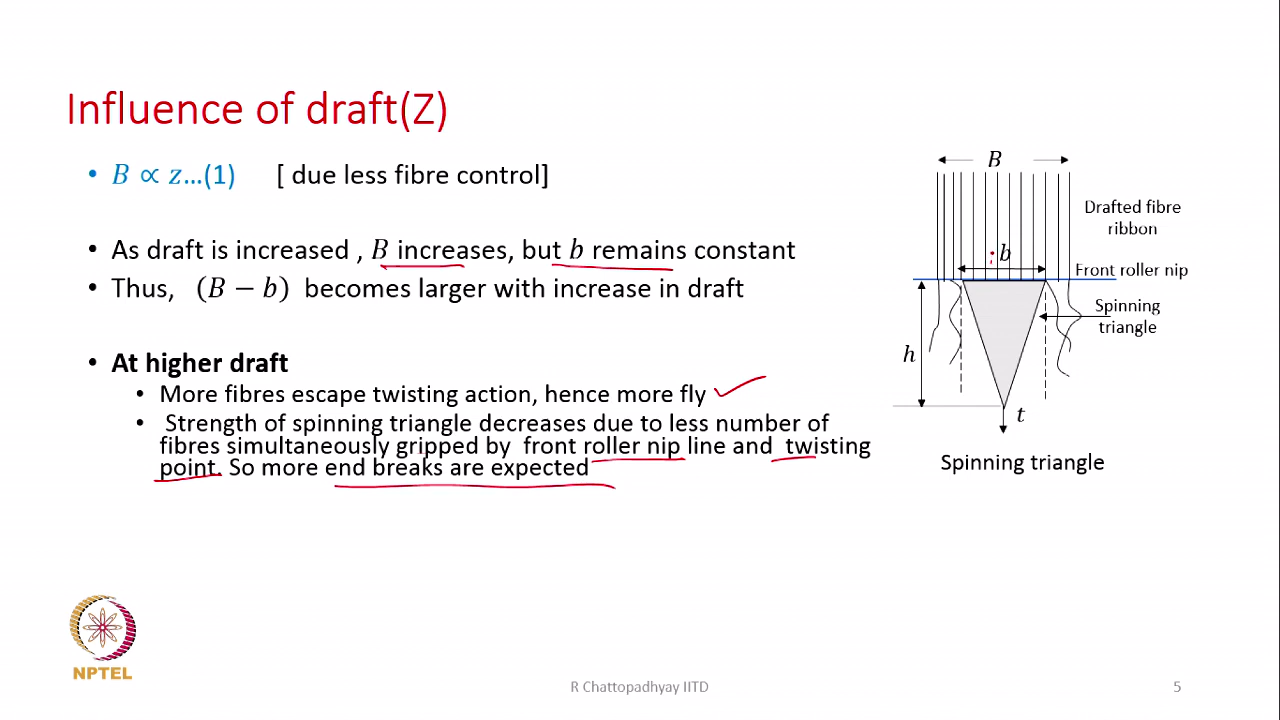 Influence of draft(Z)
• B ∝ z...(1) [ due less fibre control]
• As draft is increased , B increases, but b remains constant
• Thus, (B − b) becomes larger with increase in draft
• At higher draft
• More fibres escape twisting action, hence more fly
• Strength of spinning triangle decreases due to less number of
fibres simultaneously gripped by front roller nip line and twisting
point. So more end breaks are expected
B
Drafted fibre
ribbon
b
Front roller nip
Spinning
triangle
h
t
Spinning triangle
NPTEL
R Chattopadhyay IITD
5